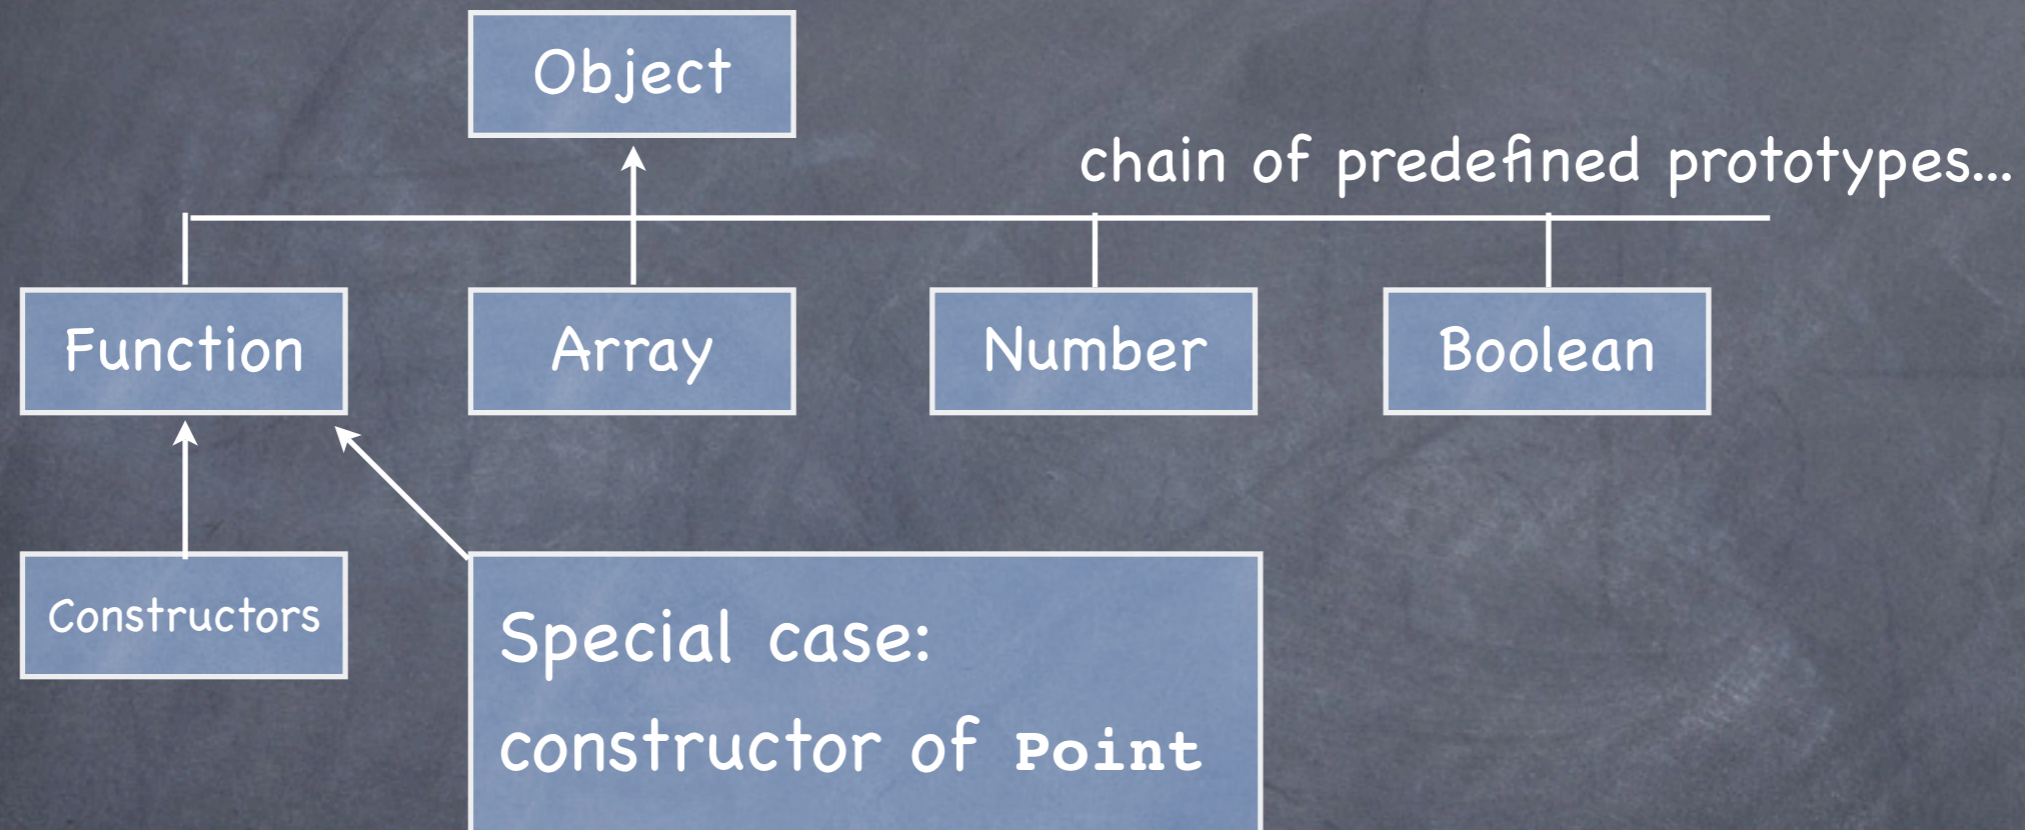 Object
chain of predefined prototypes...
Function
Array
Number
Boolean
Constructors
Special case:
constructor of Point